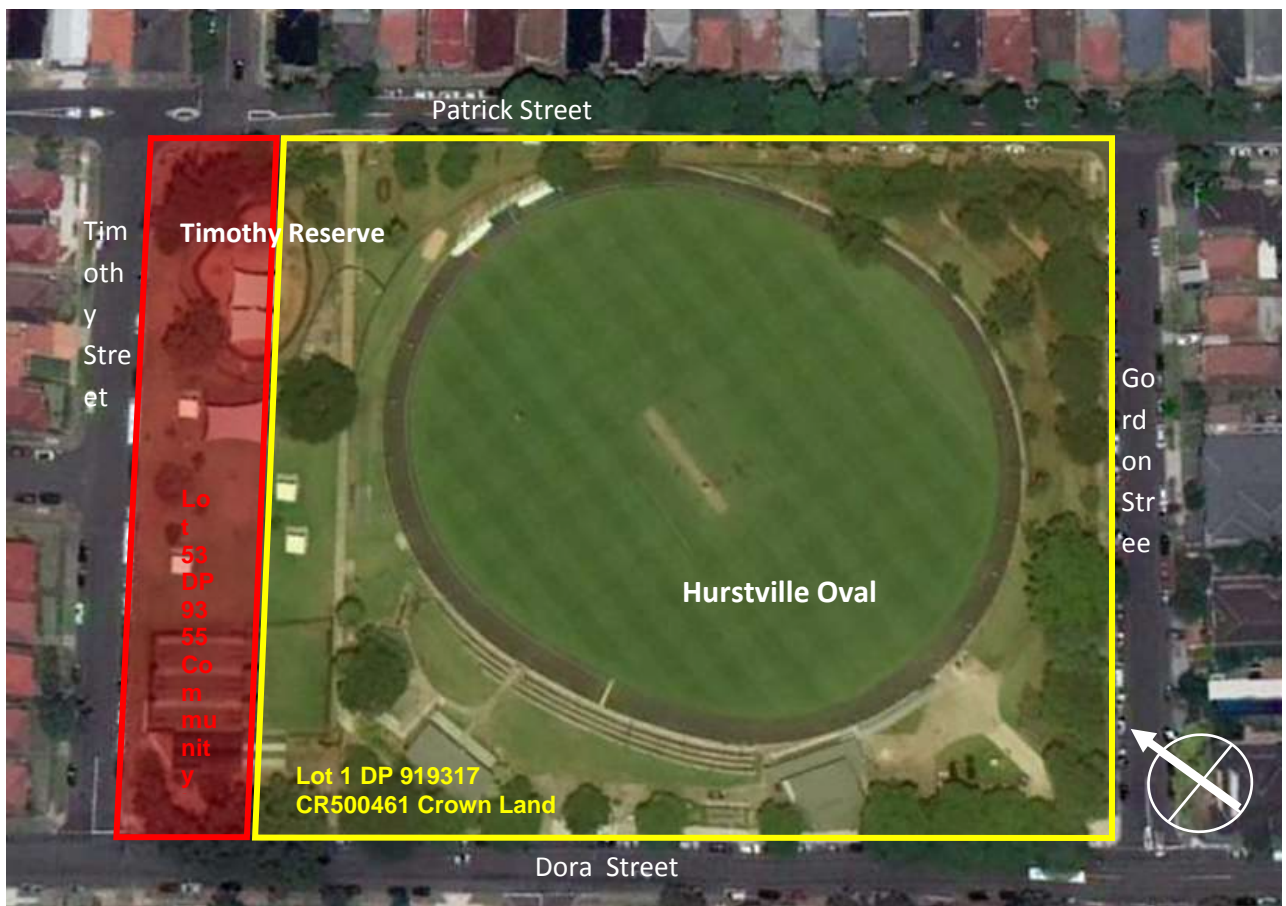 Patrick Street
Timothy Reserve
Tim
oth
y
Stre
et
Go
rd
on
Str
ee
Lo
t
53
DP
93
55
Co
m
mu
nit
y
Hurstville Oval
Lot 1 DP 919317
CR500461 Crown Land
Dora Street